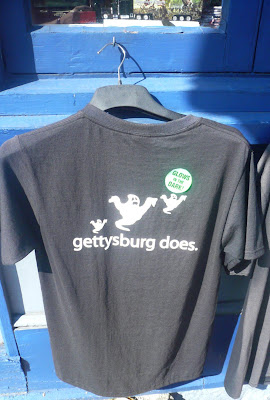 GLOWS
IN THE
DARK!
gettysburg does.